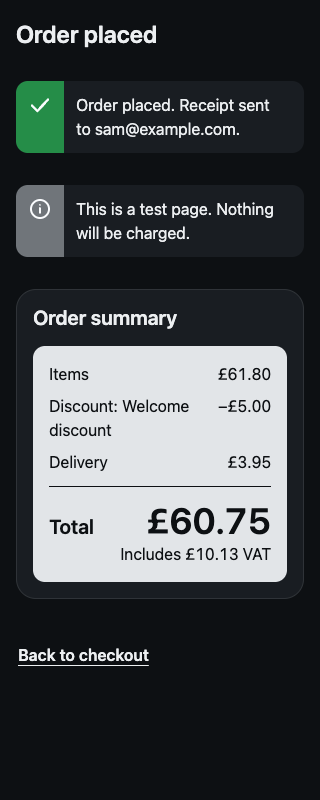 Order placed
Order placed. Receipt sent
to sam@example.com.
This is a test page. Nothing
will be charged.
Order summary
Items £61.80
Discount: Welcome −£5.00
discount
Delivery £3.95
Total £60.75
Includes £10.13 VAT
Back to checkout